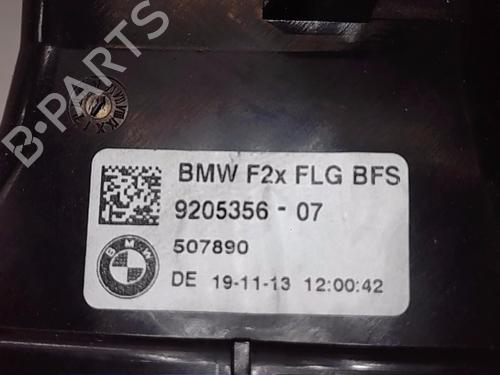 B-PARTS
BMW F2x FLG BFS
9205356 - 07
507890
BMW
DE 19-11-13 12:00:42